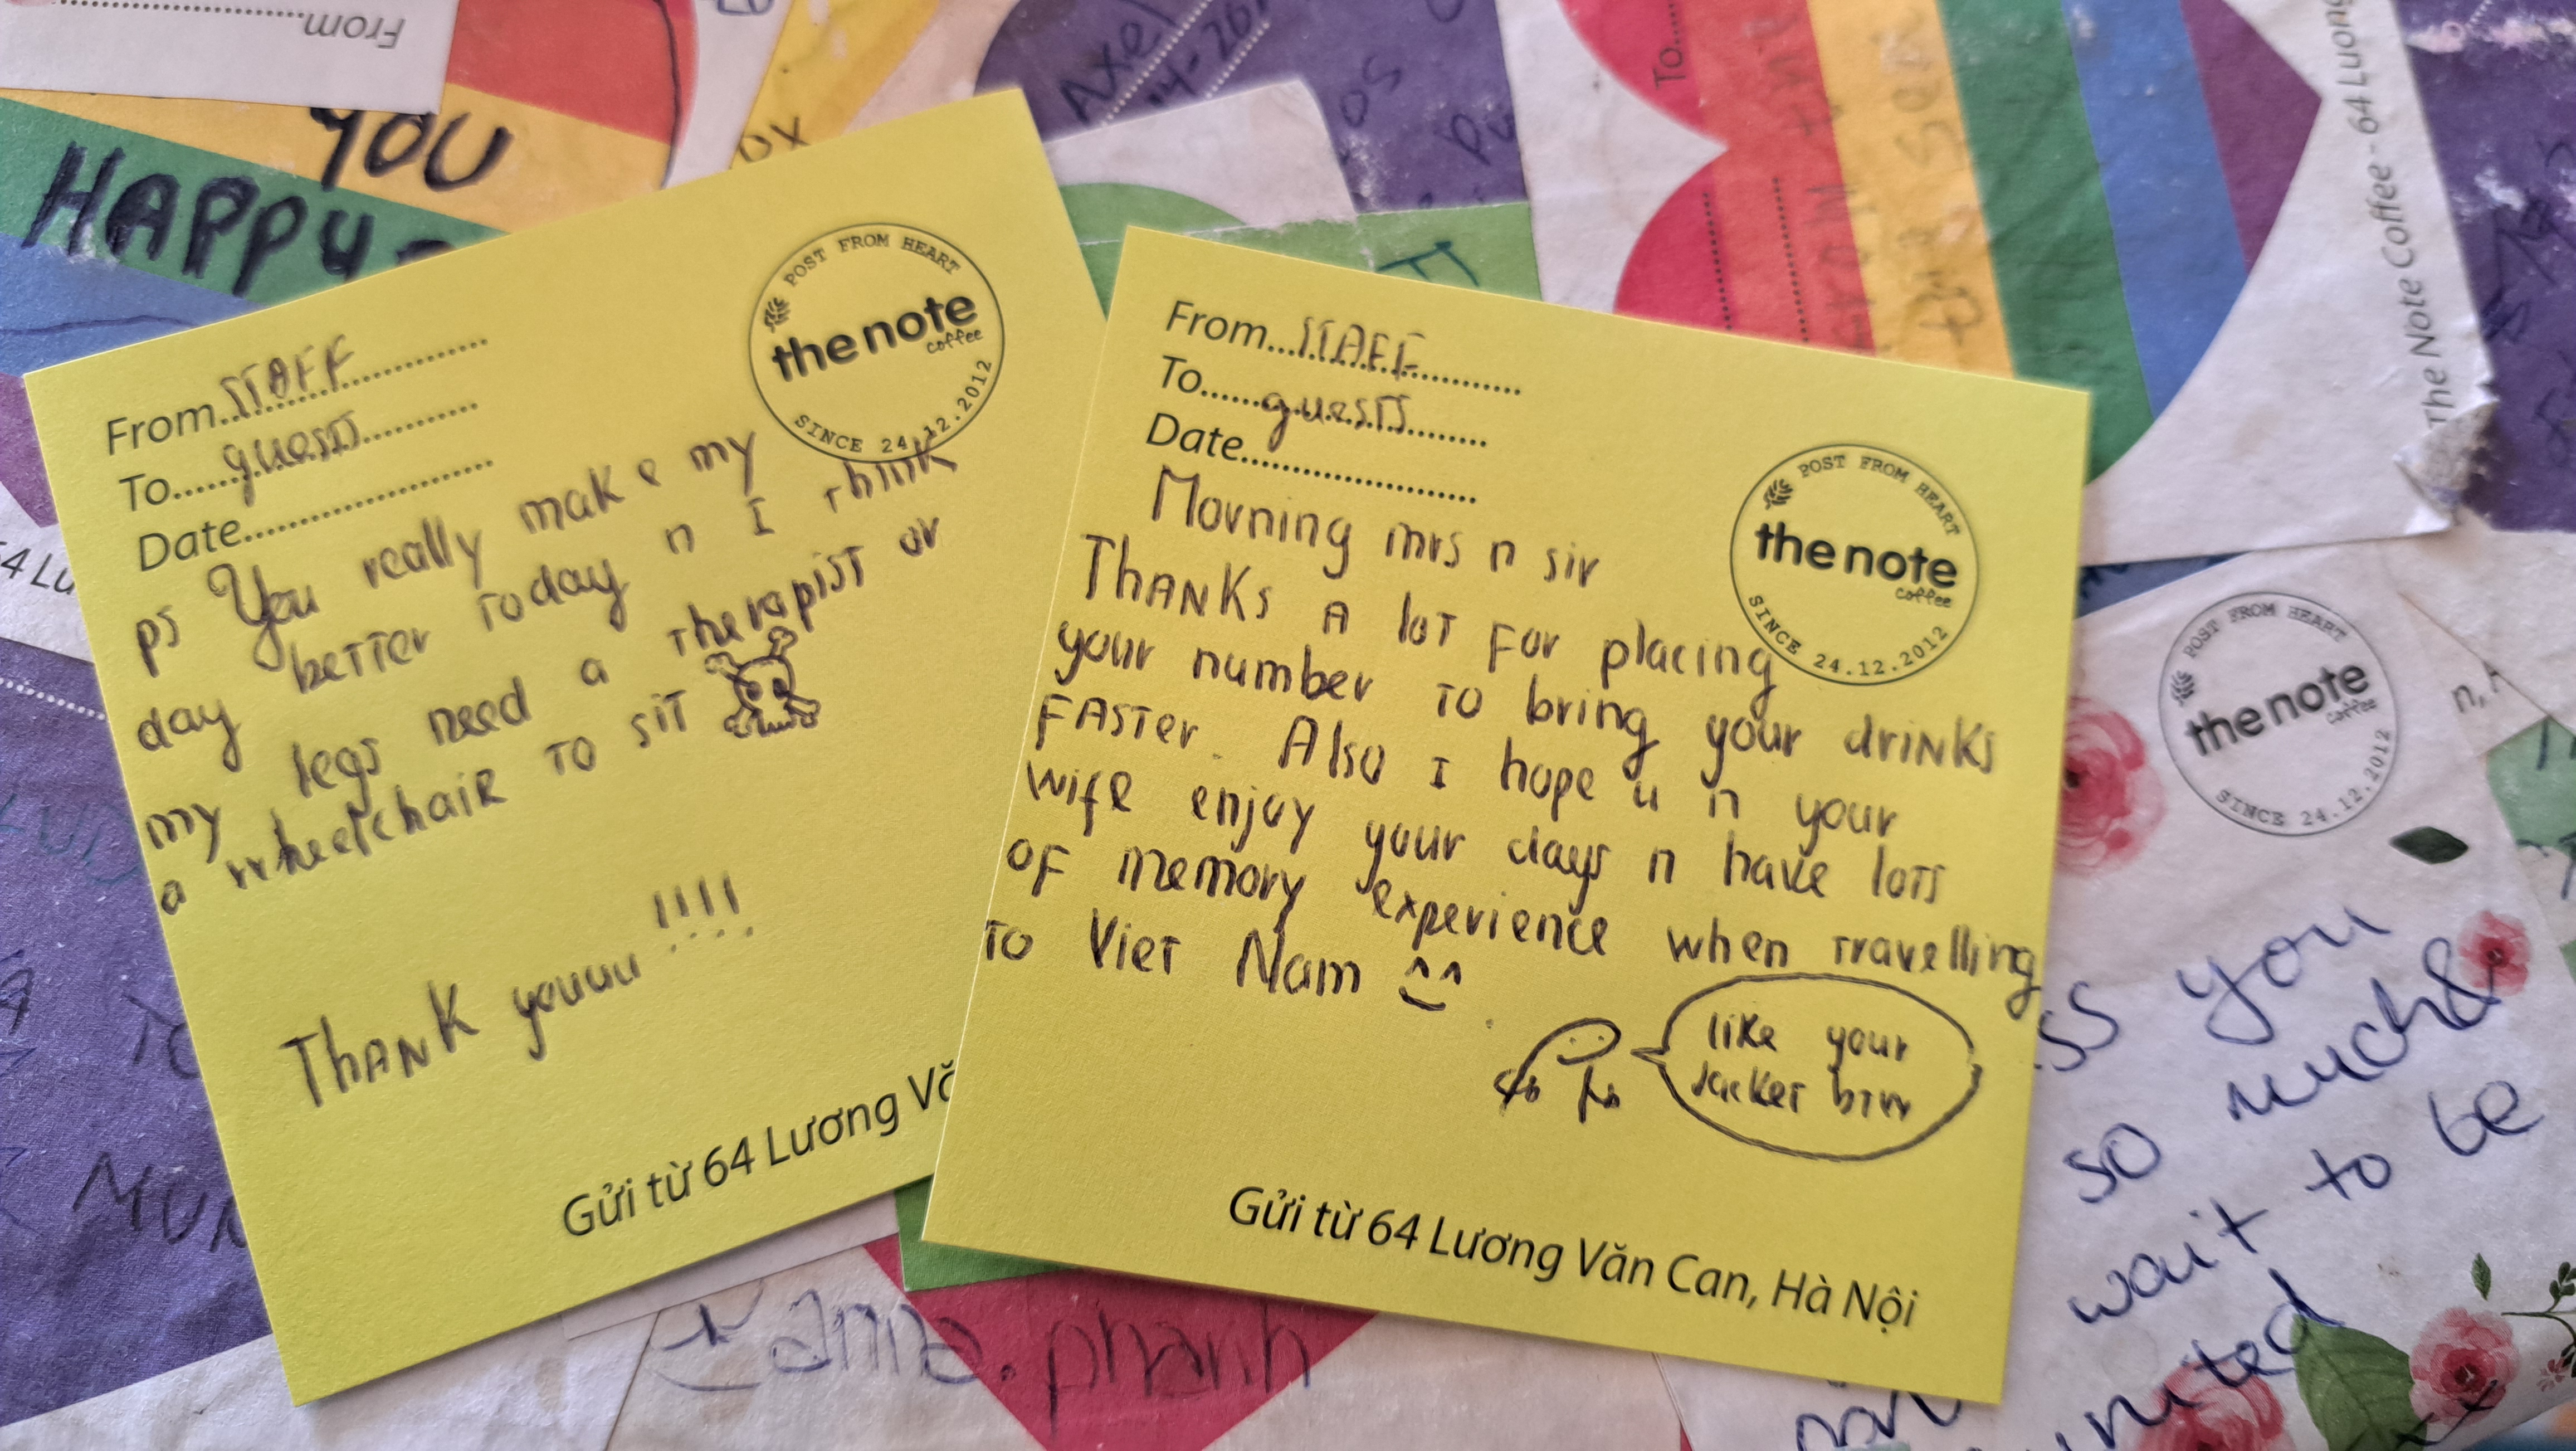 From
YOU
HAPPY
From STAFF
To guests
Date
POST FROM HEART
the note
coffee
SINCE 24.12.2012
ps You really make my
day better today n I think
my legs need a therapist or
a wheelchair to sit
Thank youuu !!!!
Gửi từ 64 Lương Vă
From STAFF
To guests
Date
POST FROM HEART
the note
coffee
SINCE 24.12.2012
Morning mrs n sir
Thanks a lot for placing
your number to bring your drinks
faster. Also I hope u n your
wife enjoy your days n have lots
of memory experience when travelling
to Viet Nam ^^
like your
jacket btw
Gửi từ 64 Lương Văn Can, Hà Nội
Axel
To
The Note Coffee - 64 Lương
POST FROM HEART
the note
coffee
SINCE 24.12.2012
ss you
so much &
wait to be
united
MUN
anna.phanh